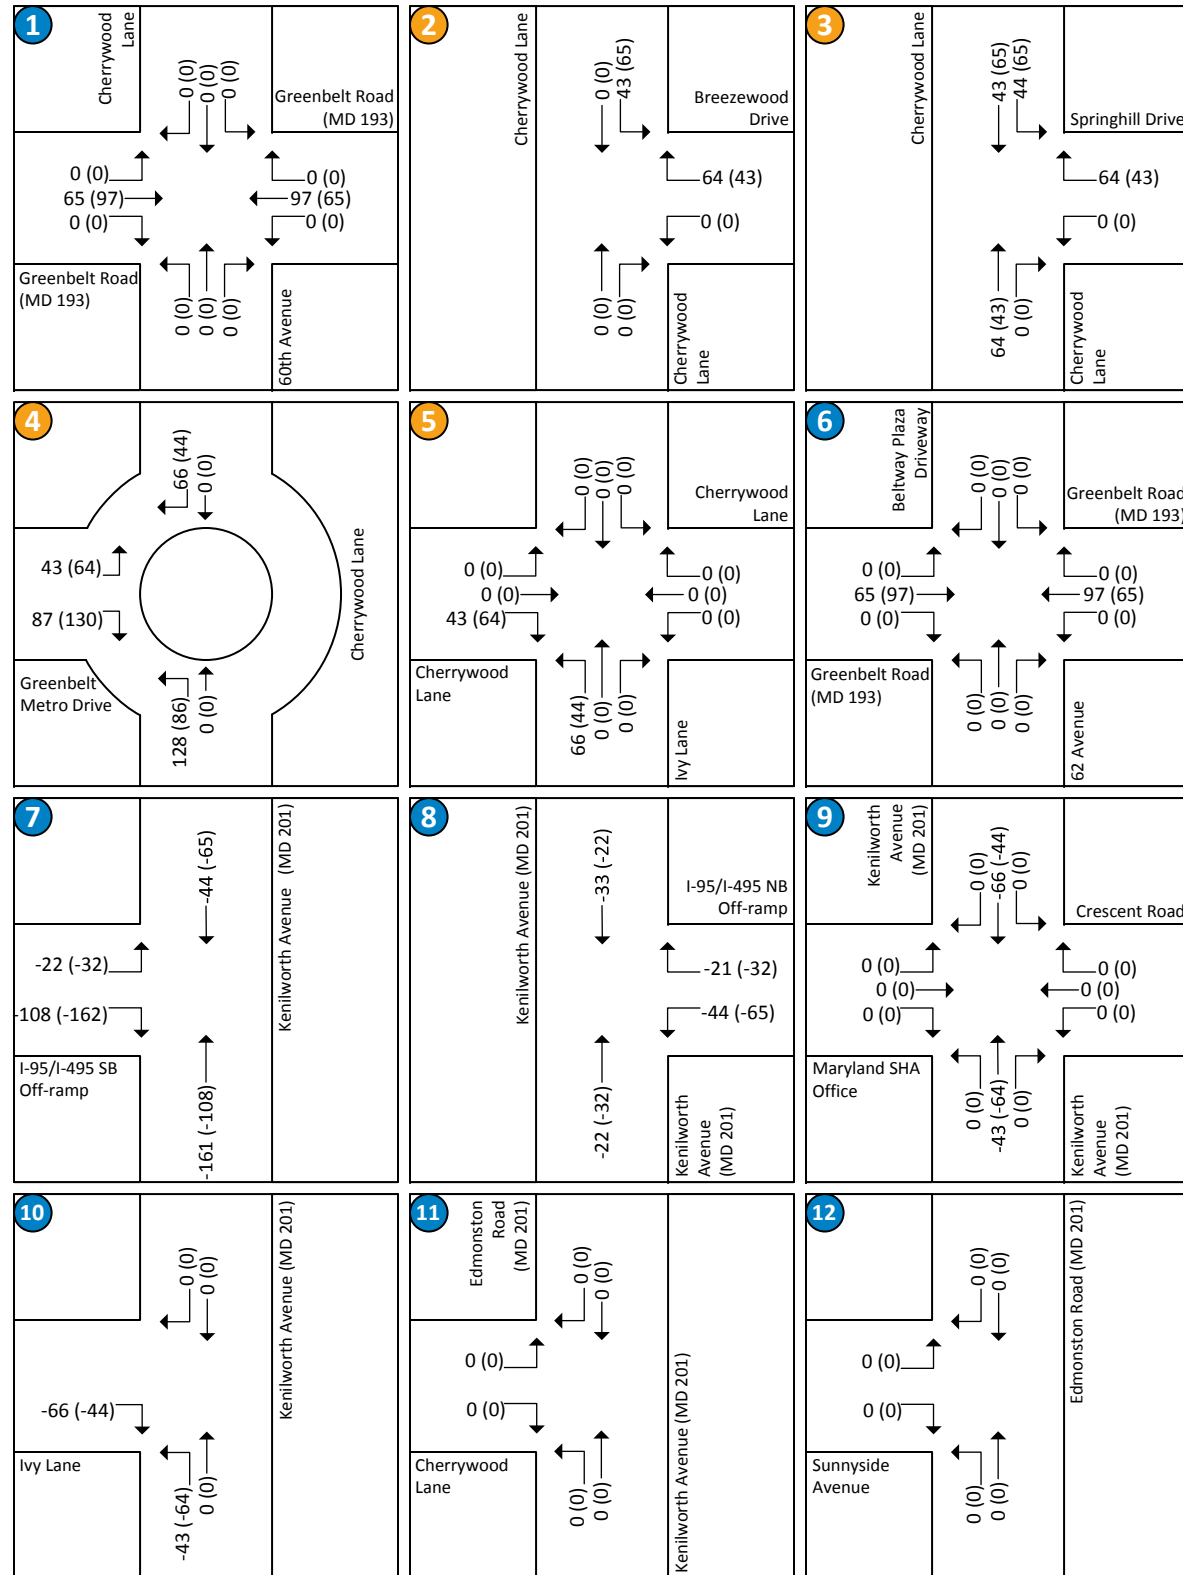 1
Cherrywood
Lane
0 (0)
0 (0)
0 (0)
Greenbelt Road
(MD 193)
0 (0)
65 (97)
0 (0)
0 (0)
97 (65)
0 (0)
Greenbelt Road
(MD 193)
0 (0)
0 (0)
0 (0)
60th Avenue
2
Cherrywood Lane
0 (0)
43 (65)
Breezewood
Drive
64 (43)
0 (0)
0 (0)
0 (0)
Cherrywood
Lane
3
Cherrywood Lane
43 (65)
44 (65)
Springhill Drive
64 (43)
0 (0)
64 (43)
0 (0)
Cherrywood
Lane
4
66 (44)
0 (0)
43 (64)
87 (130)
Cherrywood Lane
Greenbelt
Metro Drive
128 (86)
0 (0)
5
0 (0)
0 (0)
0 (0)
Cherrywood
Lane
0 (0)
0 (0)
43 (64)
0 (0)
0 (0)
0 (0)
Cherrywood
Lane
66 (44)
0 (0)
0 (0)
Ivy Lane
6
Beltway Plaza
Driveway
0 (0)
0 (0)
0 (0)
Greenbelt Road
(MD 193)
0 (0)
65 (97)
0 (0)
0 (0)
97 (65)
0 (0)
Greenbelt Road
(MD 193)
0 (0)
0 (0)
0 (0)
62 Avenue
7
-44 (-65)
Kenilworth Avenue (MD 201)
-22 (-32)
-108 (-162)
I-95/I-495 SB
Off-ramp
-161 (-108)
8
Kenilworth Avenue (MD 201)
-33 (-22)
I-95/I-495 NB
Off-ramp
-21 (-32)
-44 (-65)
-22 (-32)
Kenilworth
Avenue
(MD 201)
9
Kenilworth
Avenue
(MD 201)
0 (0)
-66 (-44)
0 (0)
Crescent Road
0 (0)
0 (0)
0 (0)
0 (0)
0 (0)
0 (0)
Maryland SHA
Office
0 (0)
-43 (-64)
0 (0)
Kenilworth
Avenue
(MD 201)
10
0 (0)
0 (0)
Kenilworth Avenue (MD 201)
-66 (-44)
Ivy Lane
-43 (-64)
0 (0)
11
Edmonston
Road
(MD 201)
0 (0)
0 (0)
0 (0)
0 (0)
Cherrywood
Lane
0 (0)
0 (0)
Kenilworth Avenue (MD 201)
12
0 (0)
0 (0)
Edmonston Road (MD 201)
0 (0)
0 (0)
Sunnyside
Avenue
0 (0)
0 (0)